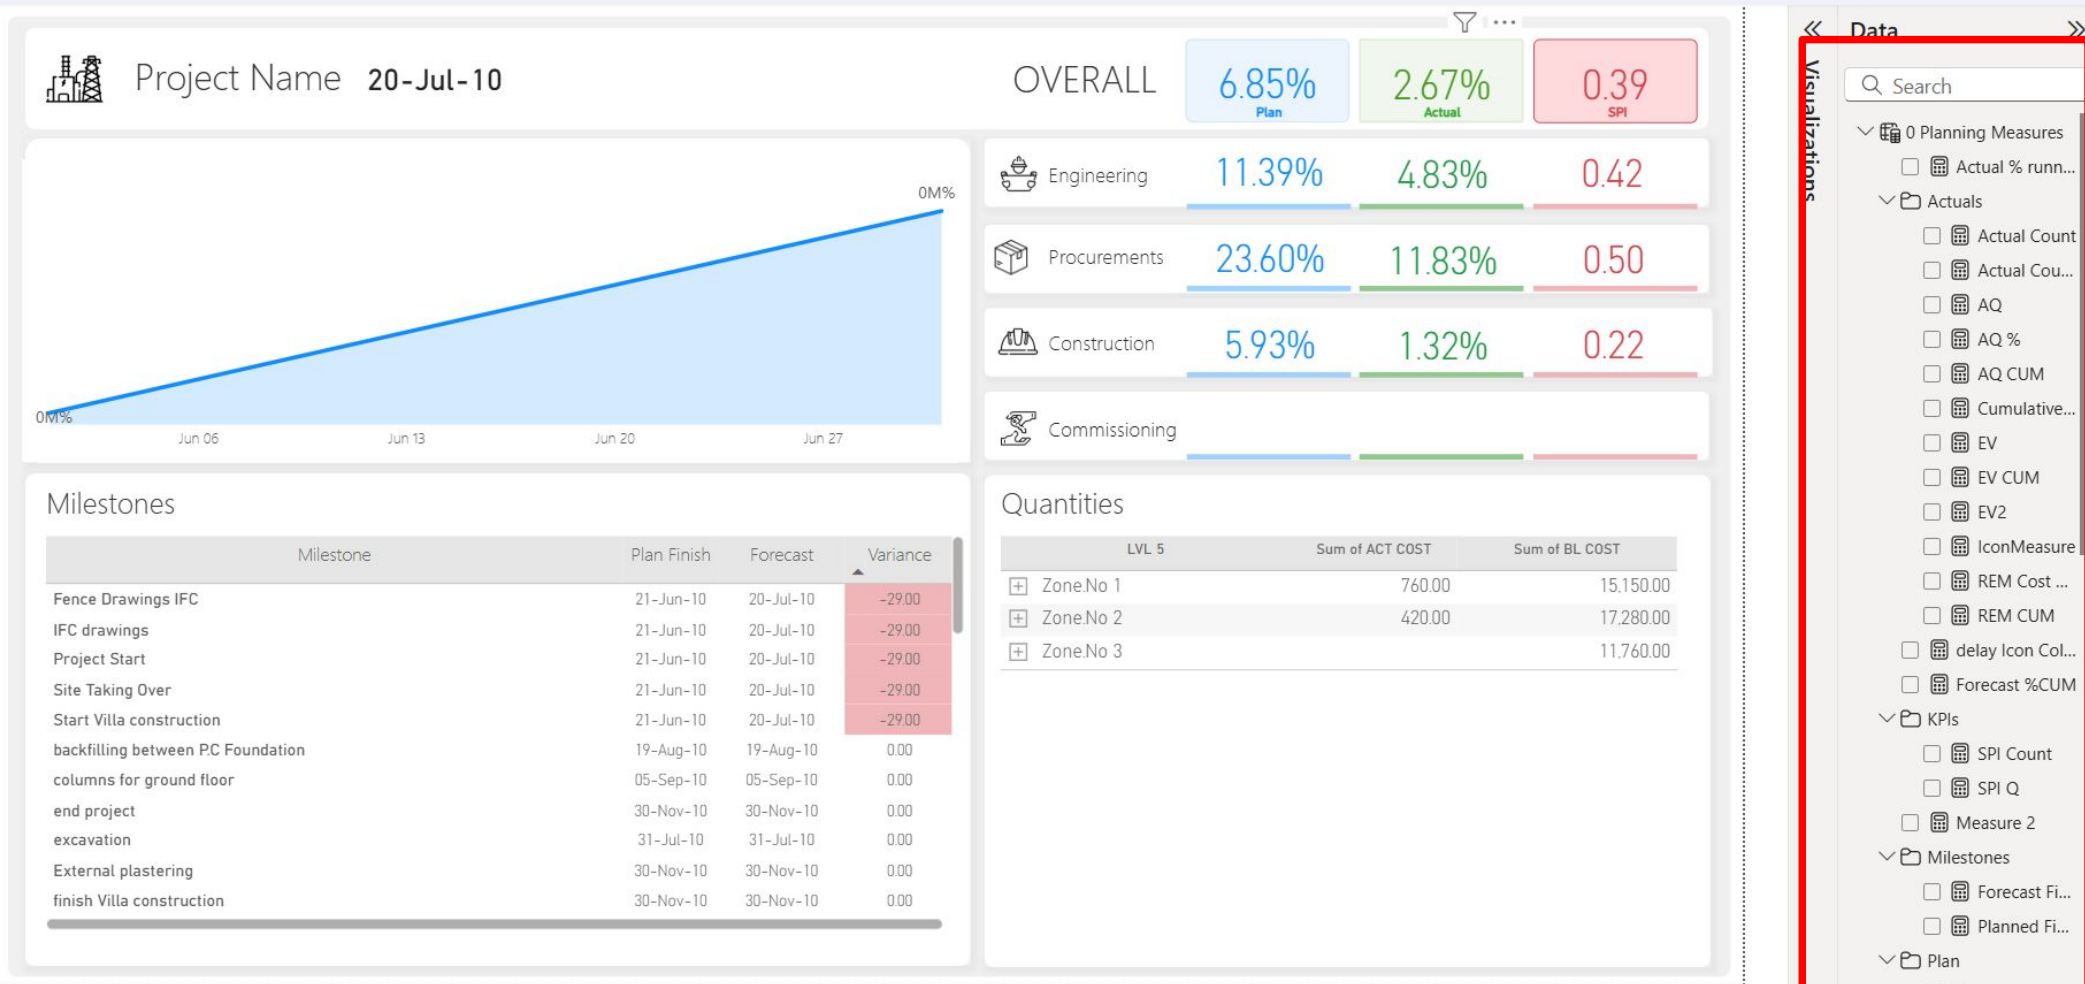 Project Name 20-Jul-10
OVERALL
6.85%
Plan
2.67%
Actual
0.39
SPI
0M%
0M%
Jun 06 Jun 13 Jun 20 Jun 27
Engineering 11.39% 4.83% 0.42
Procurements 23.60% 11.83% 0.50
Construction 5.93% 1.32% 0.22
Commissioning
Milestones
Milestone Plan Finish Forecast Variance
Fence Drawings IFC 21-Jun-10 20-Jul-10 -29.00
IFC drawings 21-Jun-10 20-Jul-10 -29.00
Project Start 21-Jun-10 20-Jul-10 -29.00
Site Taking Over 21-Jun-10 20-Jul-10 -29.00
Start Villa construction 21-Jun-10 20-Jul-10 -29.00
backfilling between P.C Foundation 19-Aug-10 19-Aug-10 0.00
columns for ground floor 05-Sep-10 05-Sep-10 0.00
end project 30-Nov-10 30-Nov-10 0.00
excavation 31-Jul-10 31-Jul-10 0.00
External plastering 30-Nov-10 30-Nov-10 0.00
finish Villa construction 30-Nov-10 30-Nov-10 0.00
Quantities
LVL 5 Sum of ACT COST Sum of BL COST
Zone.No 1 760.00 15,150.00
Zone.No 2 420.00 17,280.00
Zone.No 3 11,760.00
Visualizations
Data
Search
0 Planning Measures
Actual % runn...
Actuals
Actual Count
Actual Cou...
AQ
AQ %
AQ CUM
Cumulative...
EV
EV CUM
EV2
IconMeasure
REM Cost ...
REM CUM
delay Icon Col...
Forecast %CUM
KPIs
SPI Count
SPI Q
Measure 2
Milestones
Forecast Fi...
Planned Fi...
Plan